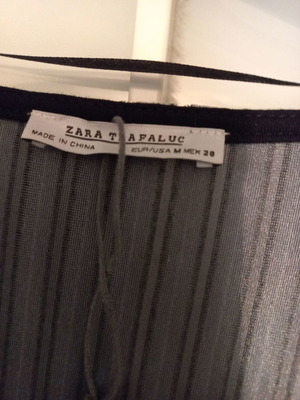 ZARA TRAFALUC
MADE IN CHINA
EUR/USA M MEX 28